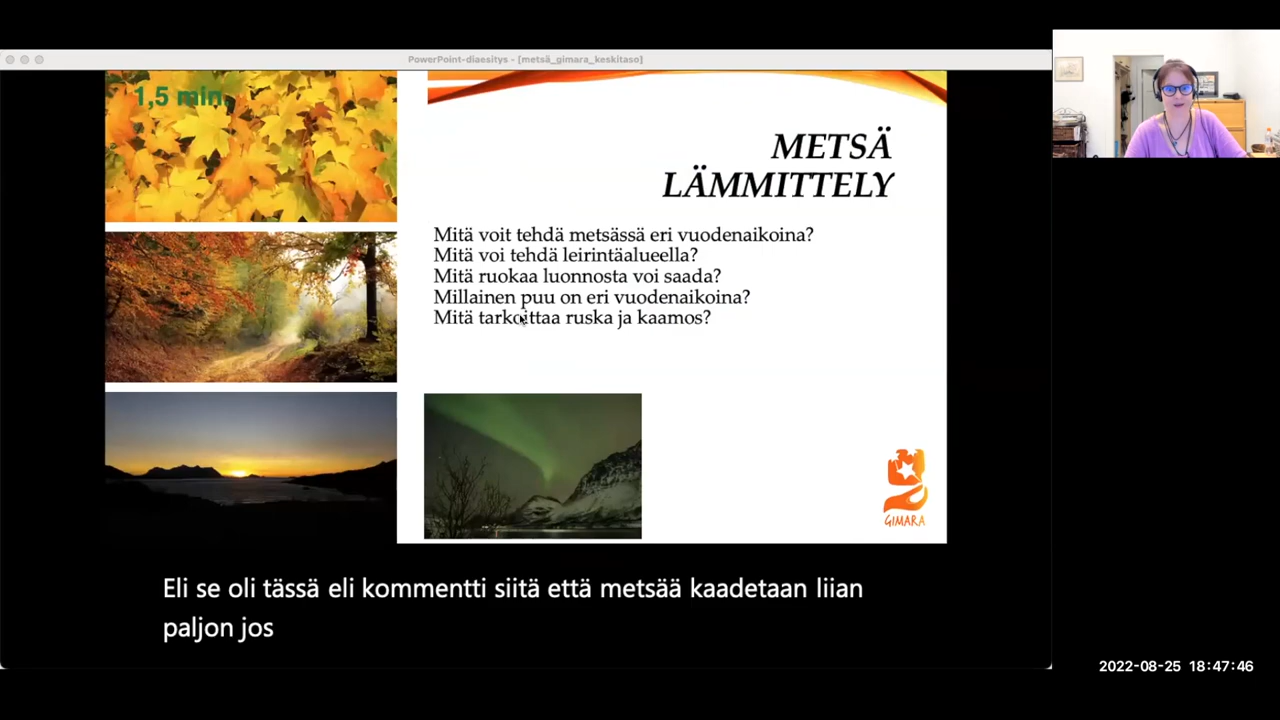 PowerPoint-diaesitys - [metsä_gimara_keskitaso]
1,5 min.
METSÄ
LÄMMITTELY
Mitä voit tehdä metsässä eri vuodenaikoina?
Mitä voi tehdä leirintäalueella?
Mitä ruokaa luonnosta voi saada?
Millainen puu on eri vuodenaikoina?
Mitä tarkoittaa ruska ja kaamos?
GIMARA
Eli se oli tässä eli kommentti siitä että metsää kaadetaan liian
paljon jos
2022-08-25 18:47:46